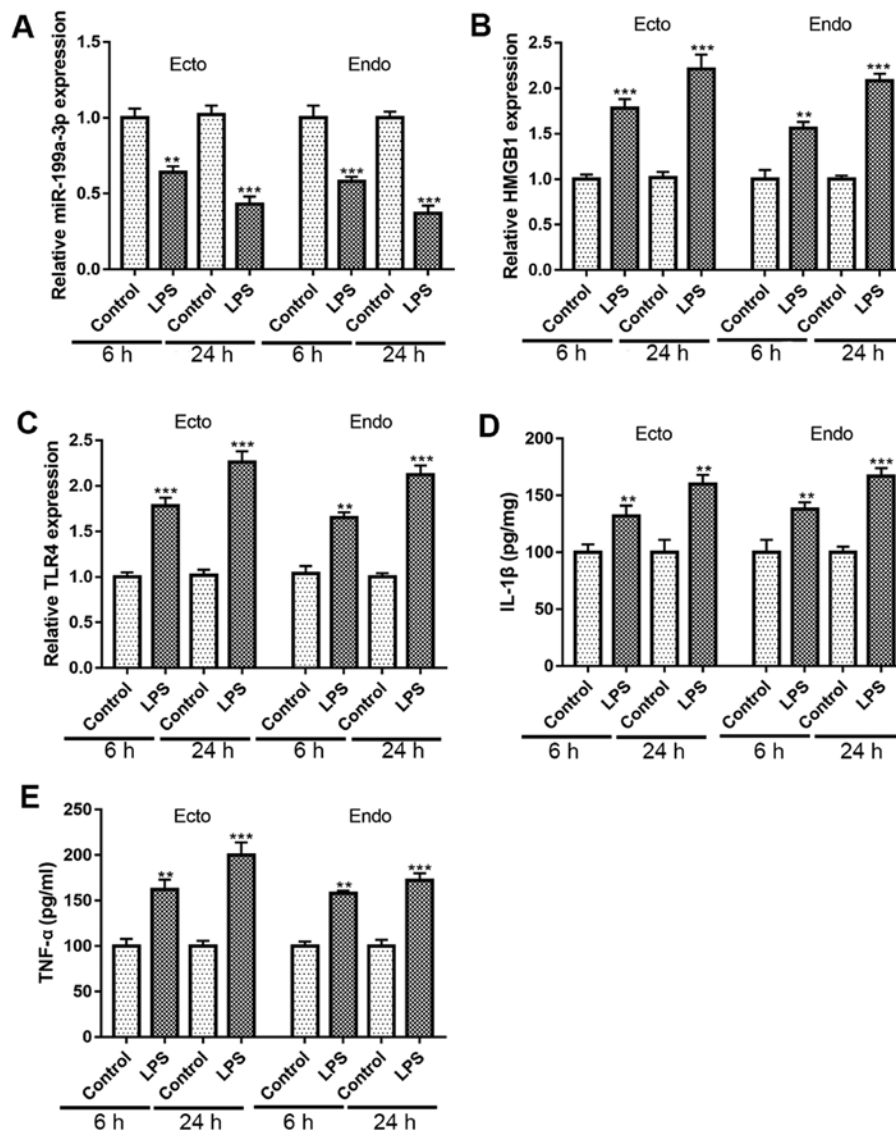 A
Relative miR-199a-3p expression
1.5
1.0
0.5
0.0
Ecto
Endo
**
***
***
***
Control
LPS
Control
LPS
Control
LPS
Control
LPS
6 h
24 h
6 h
24 h
B
Relative HMGB1 expression
2.5
2.0
1.5
1.0
0.5
0.0
Ecto
Endo
***
***
**
***
Control
LPS
Control
LPS
Control
LPS
Control
LPS
6 h
24 h
6 h
24 h
C
Relative TLR4 expression
2.5
2.0
1.5
1.0
0.5
0.0
Ecto
Endo
***
***
**
***
Control
LPS
Control
LPS
Control
LPS
Control
LPS
6 h
24 h
6 h
24 h
D
IL-1β (pg/mg)
200
150
100
50
0
Ecto
Endo
**
**
**
***
Control
LPS
Control
LPS
Control
LPS
Control
LPS
6 h
24 h
6 h
24 h
E
TNF-α (pg/ml)
250
200
150
100
50
0
Ecto
Endo
**
***
**
***
Control
LPS
Control
LPS
Control
LPS
Control
LPS
6 h
24 h
6 h
24 h